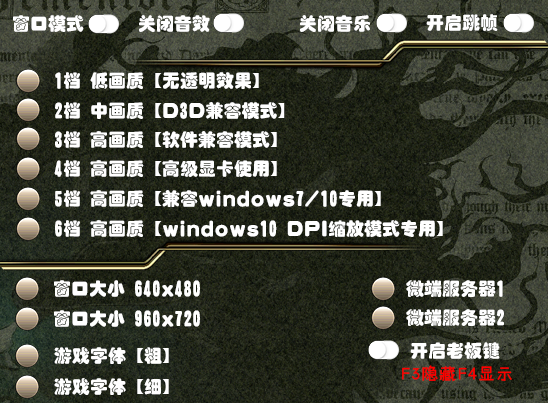 窗口模式 关闭音效 关闭音乐 开启跳帧
1档 低画质【无透明效果】
2档 中画质【D3D兼容模式】
3档 高画质【软件兼容模式】
4档 高画质【高级显卡使用】
5档 高画质【兼容windows7/10专用】
6档 高画质【windows10 DPI缩放模式专用】
窗口大小 640x480 微端服务器1
窗口大小 960x720 微端服务器2
游戏字体【粗】 开启老板键
F3隐藏F4显示
游戏字体【细】